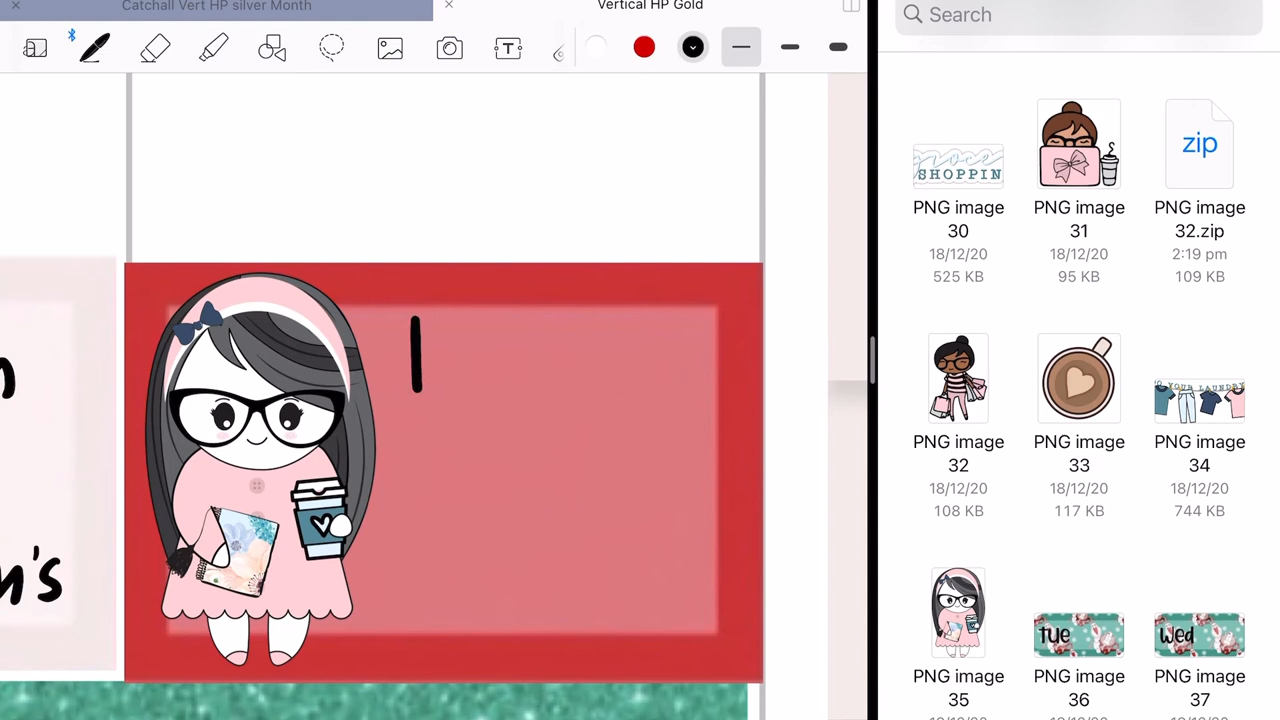 Catchall Vert HP silver Month
Vertical HP Gold
Search
T
SHOPPIN
zip
PNG image
30
18/12/20
525 KB
PNG image
31
18/12/20
95 KB
PNG image
32.zip
2:19 pm
109 KB
PNG image
32
18/12/20
108 KB
PNG image
33
18/12/20
117 KB
YOUR LAUNDRY
PNG image
34
18/12/20
744 KB
I
n's
PNG image
35
tue
PNG image
36
wed
PNG image
37